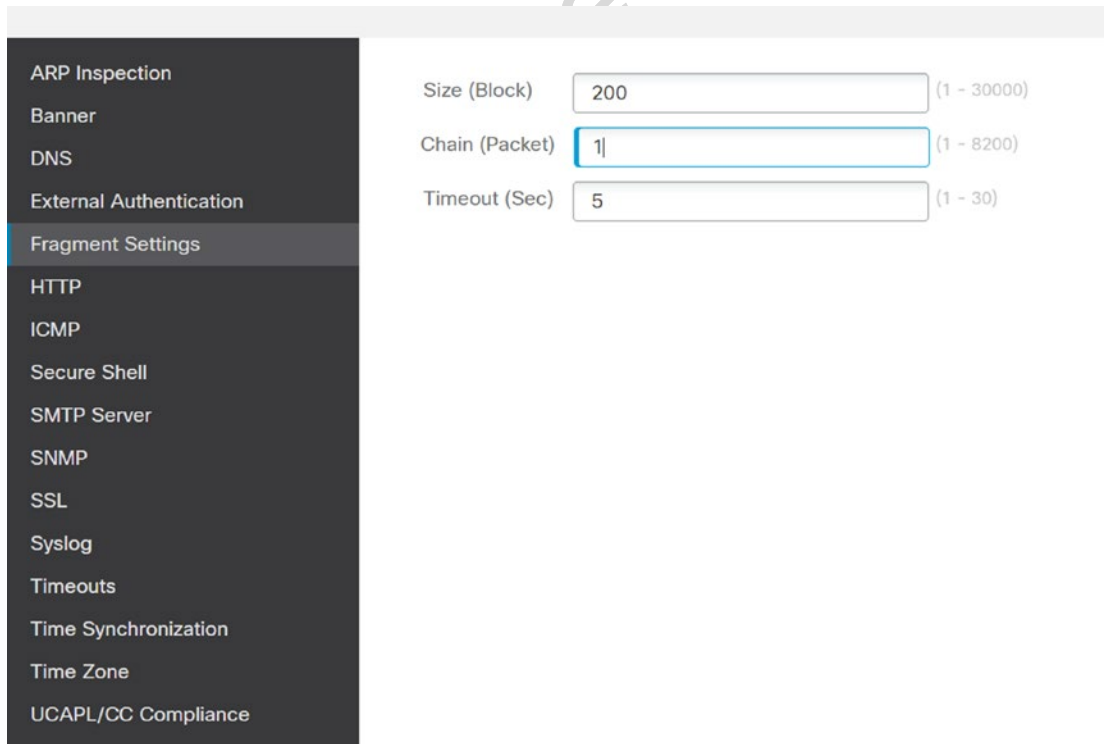 ARP Inspection
Banner
DNS
External Authentication
Fragment Settings
HTTP
ICMP
Secure Shell
SMTP Server
SNMP
SSL
Syslog
Timeouts
Time Synchronization
Time Zone
UCAPL/CC Compliance
Size (Block) 200 (1 - 30000)
Chain (Packet) 1 (1 - 8200)
Timeout (Sec) 5 (1 - 30)